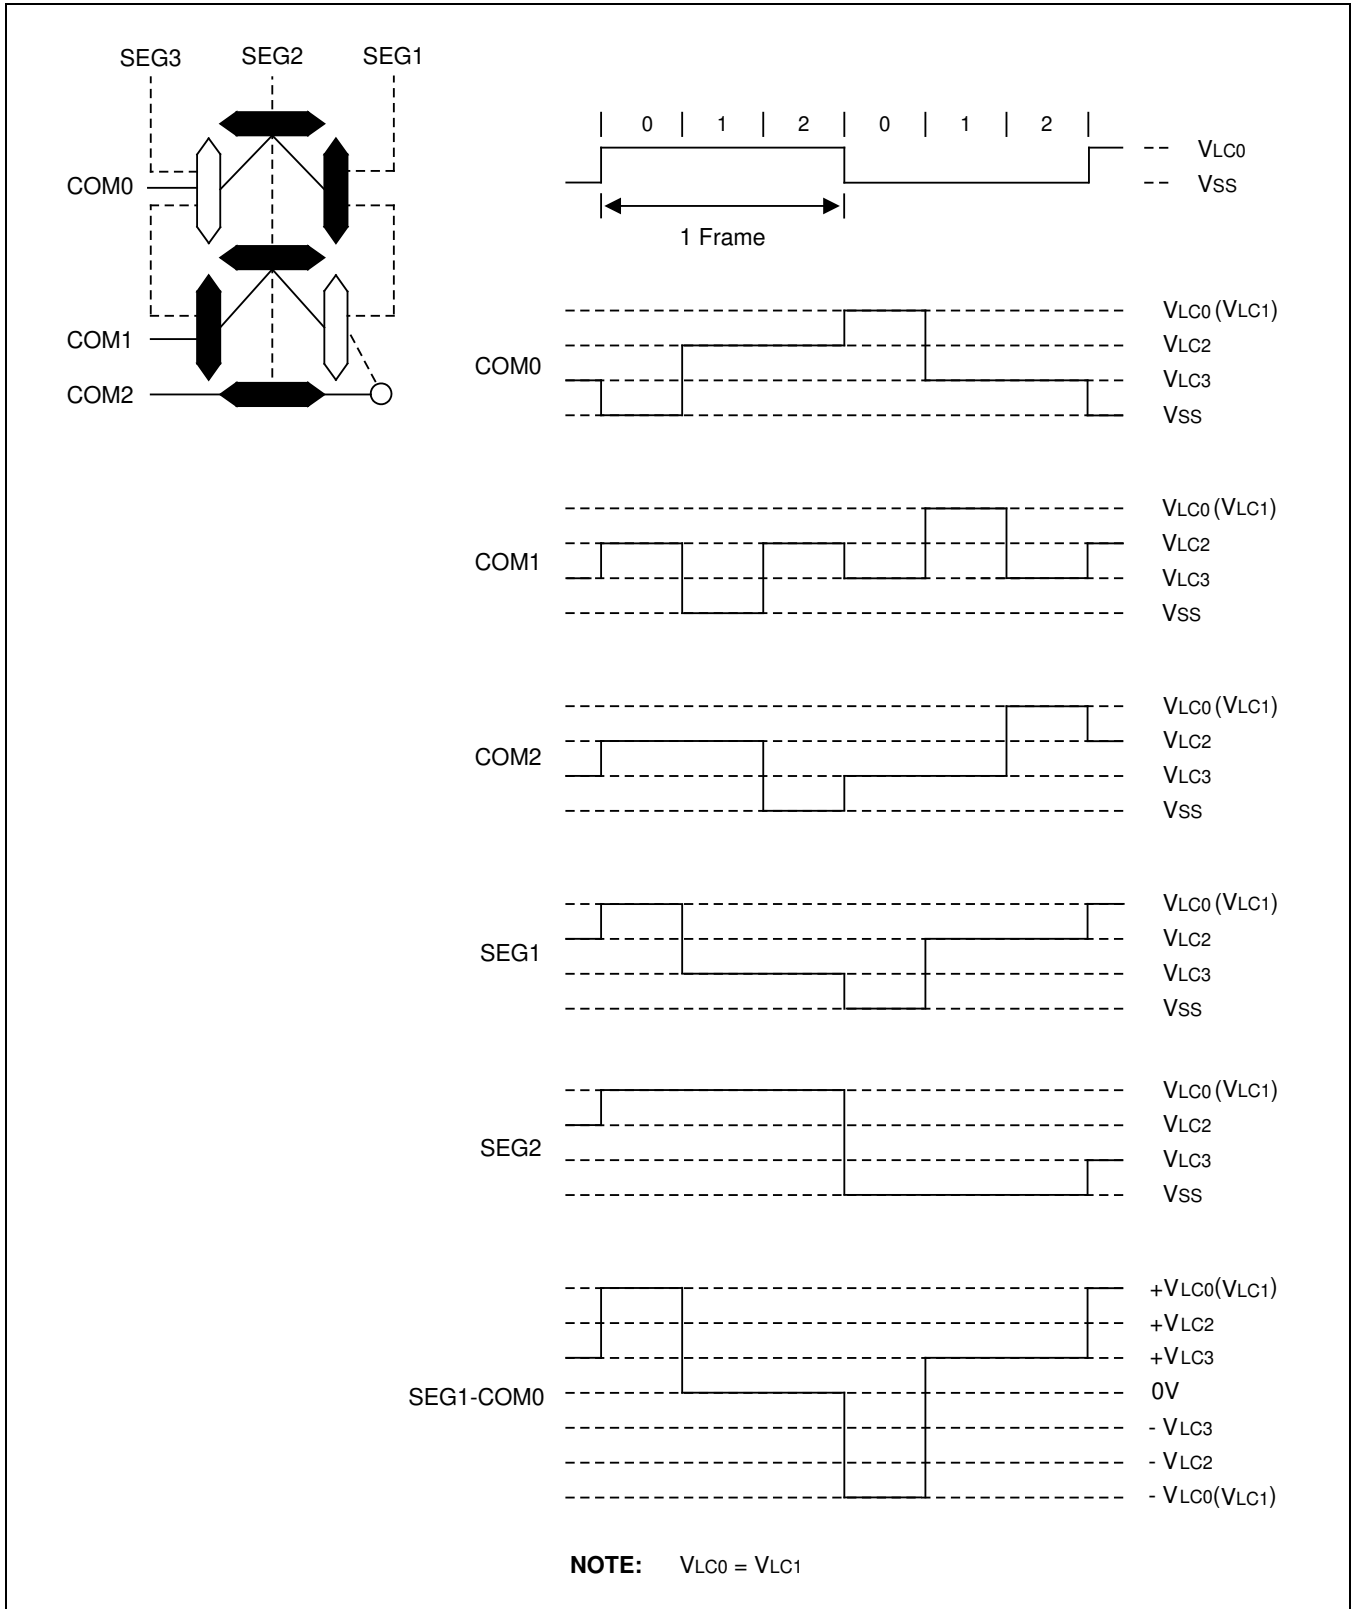 SEG3 SEG2 SEG1
0 1 2 0 1 2
VLC0
VSS
1 Frame
COM0
COM1
COM2
COM0
VLC0 (VLC1)
VLC2
VLC3
VSS
COM1
VLC0 (VLC1)
VLC2
VLC3
VSS
COM2
VLC0 (VLC1)
VLC2
VLC3
VSS
SEG1
VLC0 (VLC1)
VLC2
VLC3
VSS
SEG2
VLC0 (VLC1)
VLC2
VLC3
VSS
SEG1-COM0
+VLC0(VLC1)
+VLC2
+VLC3
0V
- VLC3
- VLC2
- VLC0(VLC1)
NOTE: VLC0 = VLC1